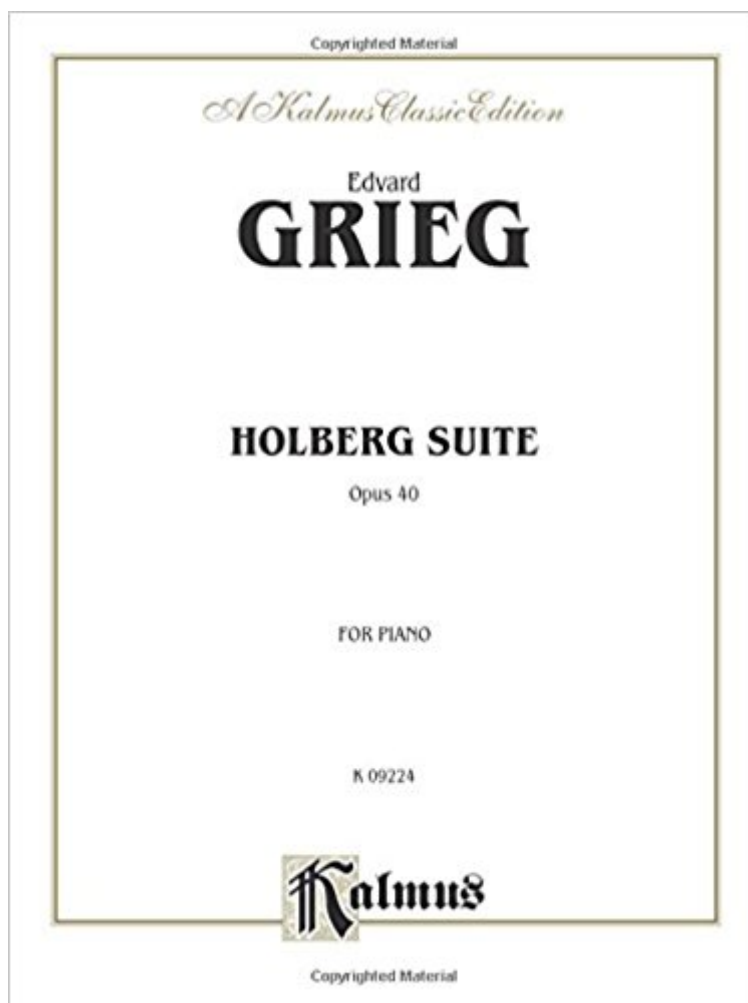 Copyrighted Material
A Kalmus Classic Edition
Edvard
GRIEG
HOLBERG SUITE
Opus 40
FOR PIANO
K 09224
Kalmus
Copyrighted Material